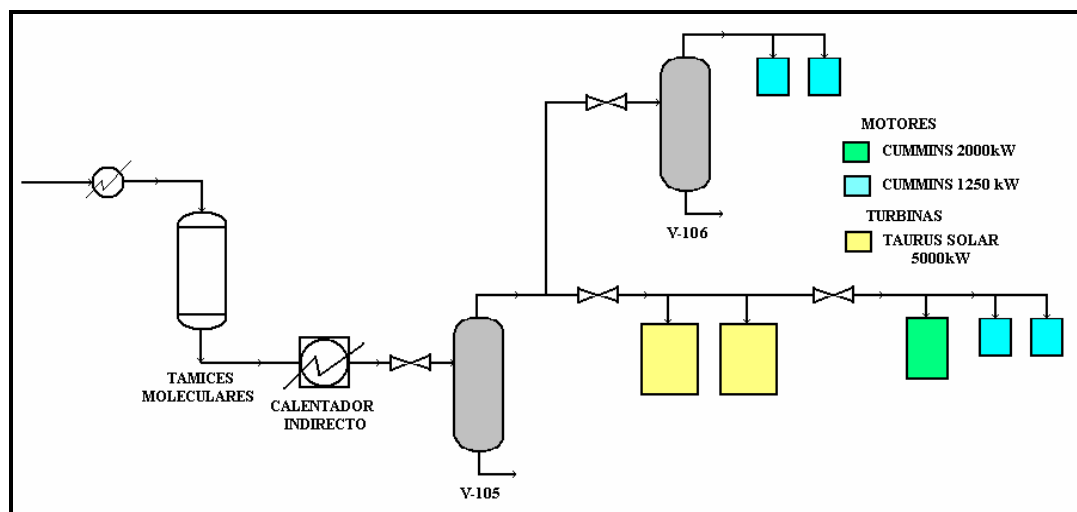 MOTORES
CUMMINS 2000kW
CUMMINS 1250 kW
TURBINAS
TAURUS SOLAR
5000kW
V-106
TAMICES
MOLECULARES
CALENTADOR
INDIRECTO
V-105